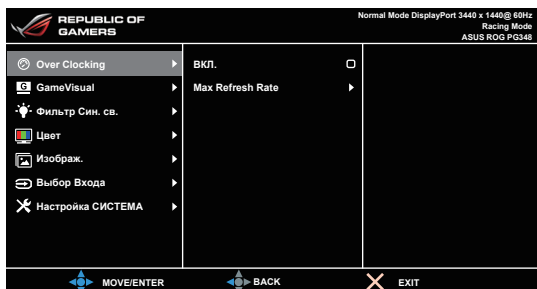 REPUBLIC OF
GAMERS
Normal Mode DisplayPort 3440 x 1440@ 60Hz
Racing Mode
ASUS ROG PG348
Over Clocking
GameVisual
Фильтр Син. св.
Цвет
Изображ.
Выбор Входа
Настройка СИСТЕМА
ВКЛ.
Max Refresh Rate
MOVE/ENTER
BACK
EXIT